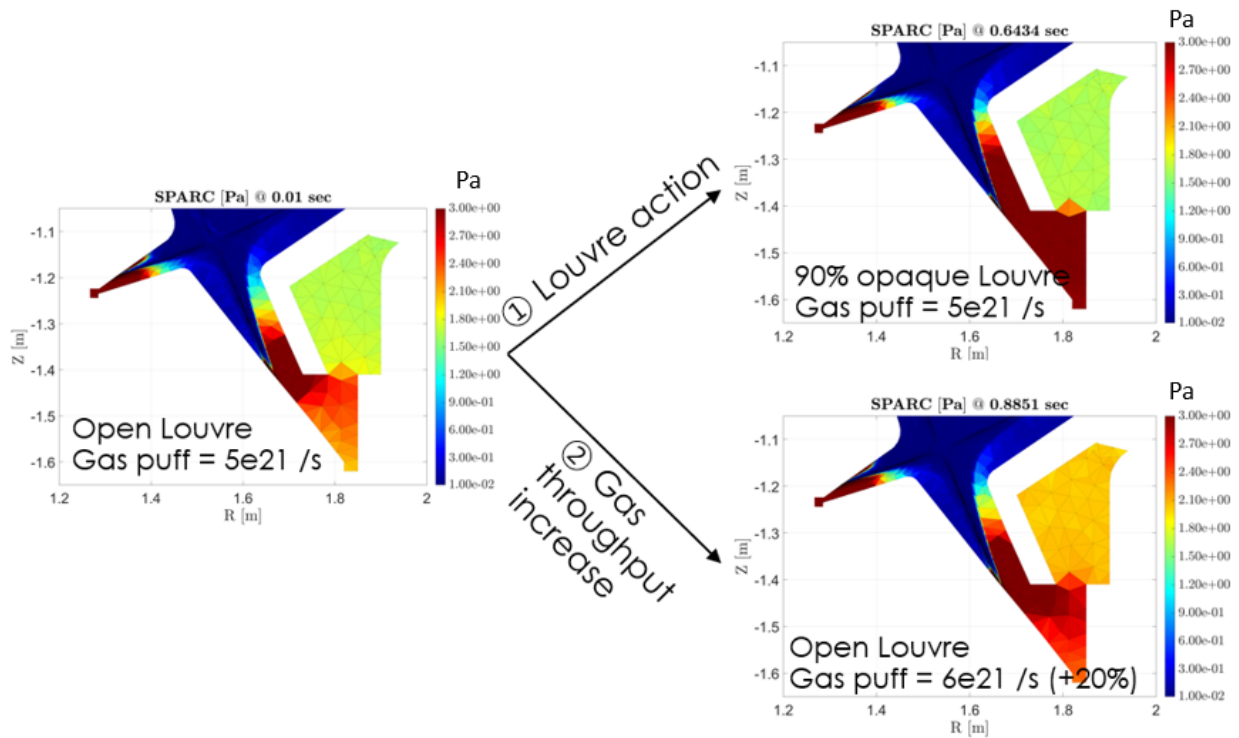 Pa
SPARC [Pa] @ 0.01 sec
3.00e+00
2.70e+00
2.40e+00
2.10e+00
1.80e+00
1.50e+00
1.20e+00
9.00e-01
6.00e-01
3.00e-01
1.00e-02
-1.1
-1.2
-1.3
-1.4
-1.5
-1.6
Z [m]
Open Louvre
Gas puff = 5e21 /s
1.2
1.4
1.6
1.8
2
R [m]
① Louvre action
② Gas
throughput
increase
Pa
SPARC [Pa] @ 0.6434 sec
3.00e+00
2.70e+00
2.40e+00
2.10e+00
1.80e+00
1.50e+00
1.20e+00
9.00e-01
6.00e-01
3.00e-01
1.00e-02
-1.1
-1.2
-1.3
-1.4
-1.5
-1.6
Z [m]
90% opaque Louvre
Gas puff = 5e21 /s
1.2
1.4
1.6
1.8
2
R [m]
Pa
SPARC [Pa] @ 0.8851 sec
3.00e+00
2.70e+00
2.40e+00
2.10e+00
1.80e+00
1.50e+00
1.20e+00
9.00e-01
6.00e-01
3.00e-01
1.00e-02
-1.1
-1.2
-1.3
-1.4
-1.5
-1.6
Z [m]
Open Louvre
Gas puff = 6e21 /s (+20%)
1.2
1.4
1.6
1.8
2
R [m]